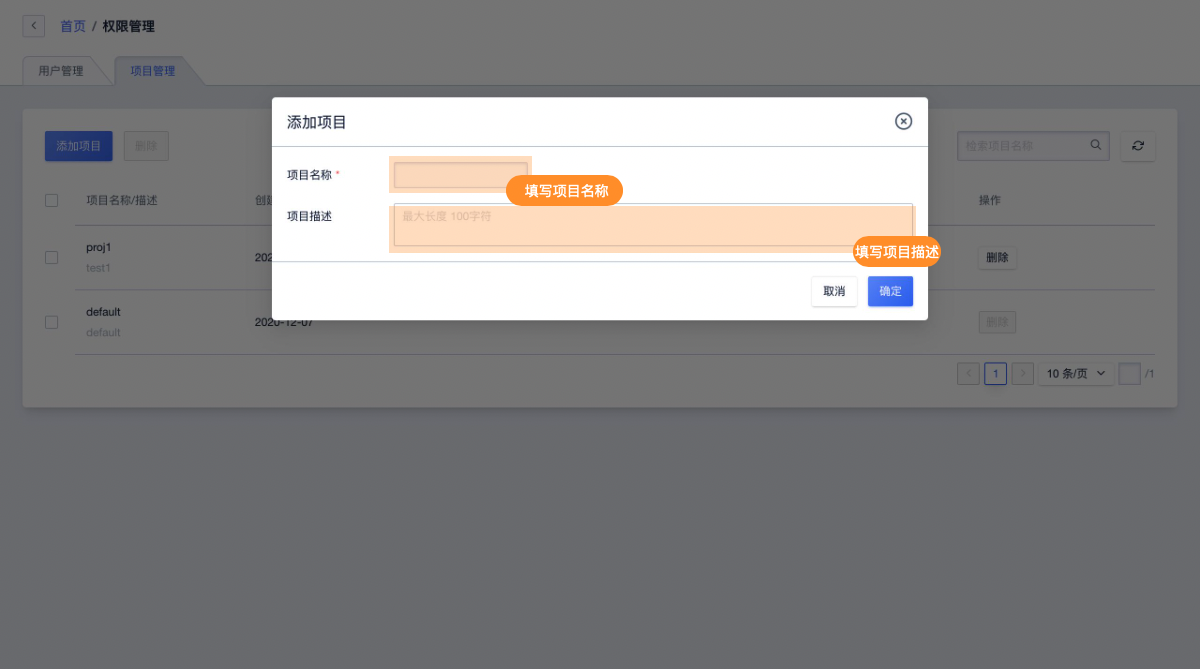 首页 / 权限管理
用户管理 项目管理
添加项目
添加项目 删除 检索项目名称
项目名称 *
填写项目名称
项目名称/描述 操作
项目描述 最大长度 100字符
proj1
填写项目描述
删除
test1
取消 确定
default
2020-12-07 删除
default
1 10 条/页 /1